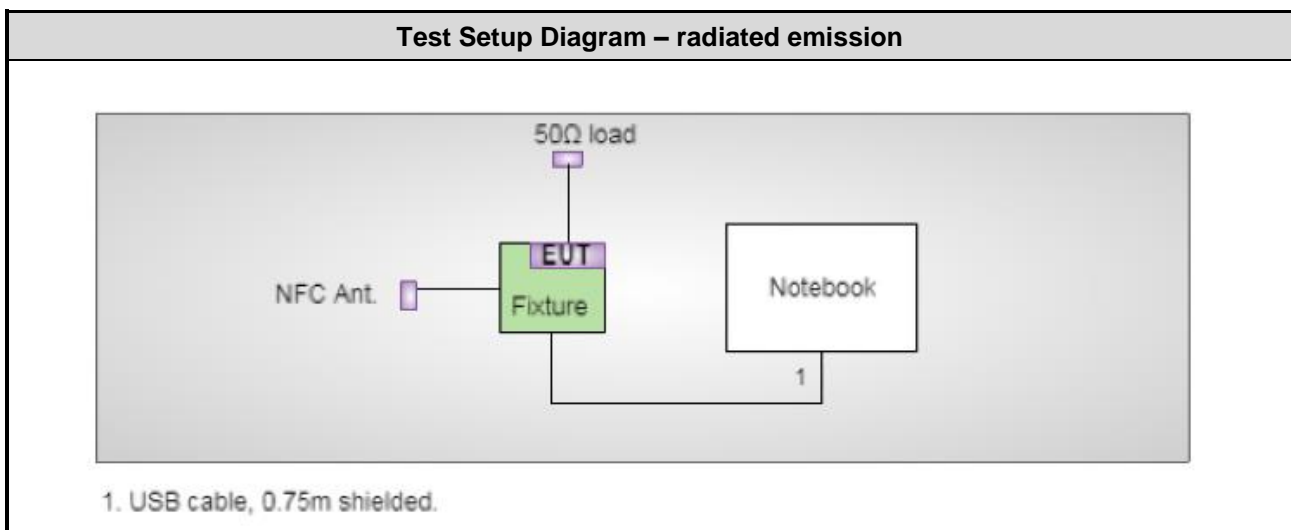 Test Setup Diagram – radiated emission
50Ω load
EUT
NFC Ant.
Fixture
Notebook
1
1. USB cable, 0.75m shielded.